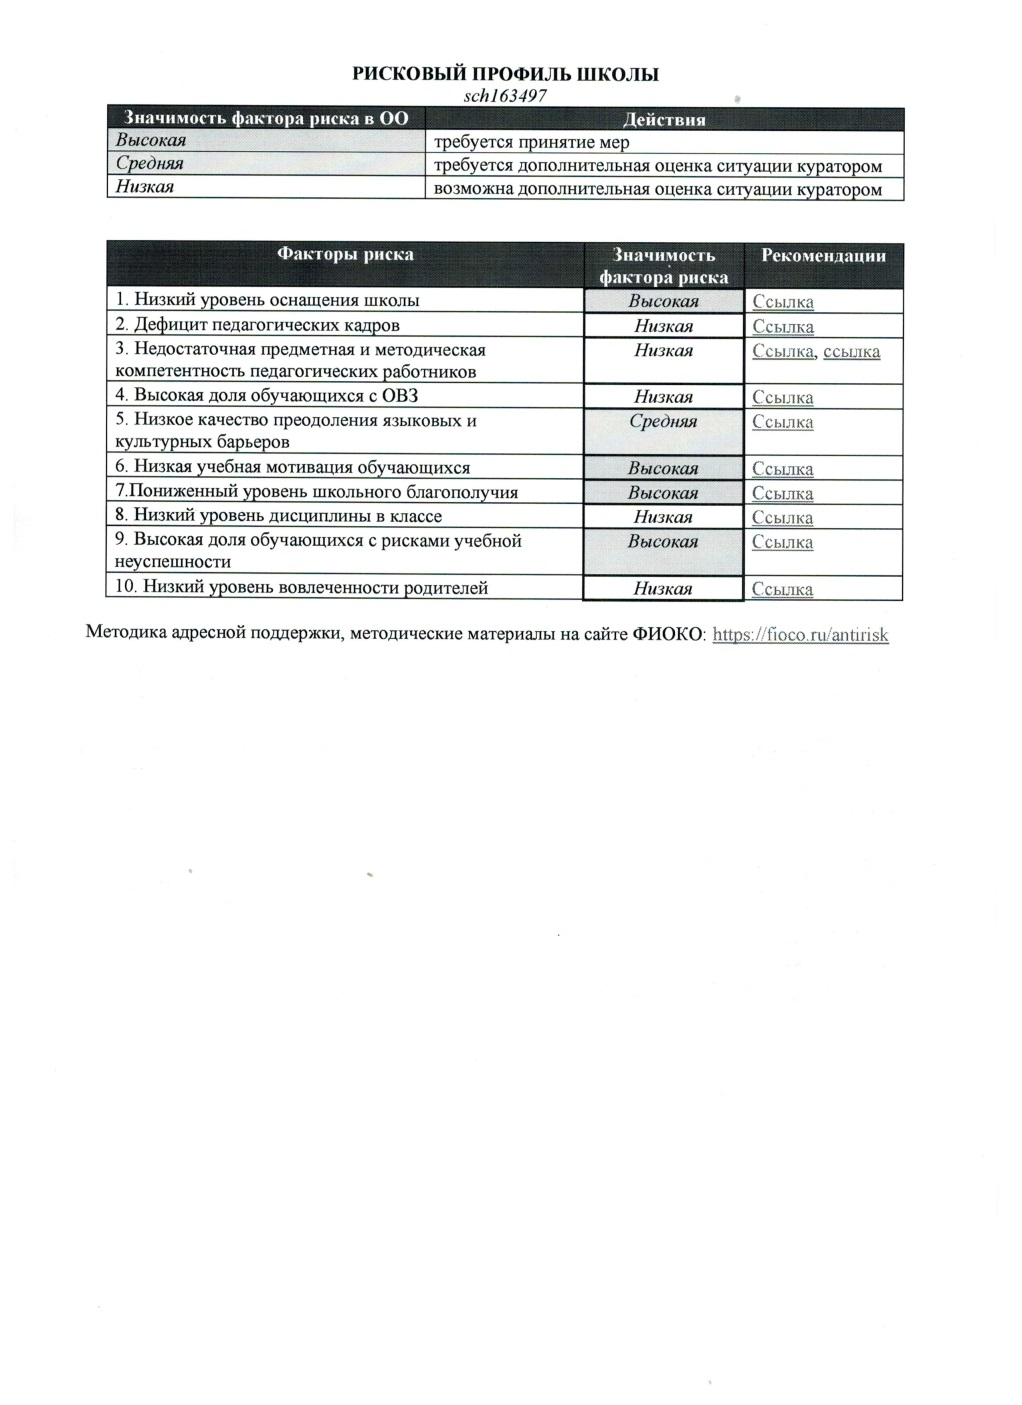 РИСКОВЫЙ ПРОФИЛЬ ШКОЛЫ
sch163497
Значимость фактора риска в ОО Действия
Высокая требуется принятие мер
Средняя требуется дополнительная оценка ситуации куратором
Низкая возможна дополнительная оценка ситуации куратором
Факторы риска Значимость фактора риска Рекомендации
1. Низкий уровень оснащения школы Высокая Ссылка
2. Дефицит педагогических кадров Низкая Ссылка
3. Недостаточная предметная и методическая Низкая Ссылка, ссылка
компетентность педагогических работников
4. Высокая доля обучающихся с ОВЗ Низкая Ссылка
5. Низкое качество преодоления языковых и Средняя Ссылка
культурных барьеров
6. Низкая учебная мотивация обучающихся Высокая Ссылка
7.Пониженный уровень школьного благополучия Высокая Ссылка
8. Низкий уровень дисциплины в классе Низкая Ссылка
9. Высокая доля обучающихся с рисками учебной Высокая Ссылка
неуспешности
10. Низкий уровень вовлеченности родителей Низкая Ссылка
Методика адресной поддержки, методические материалы на сайте ФИОКО: https://fioco.ru/antirisk